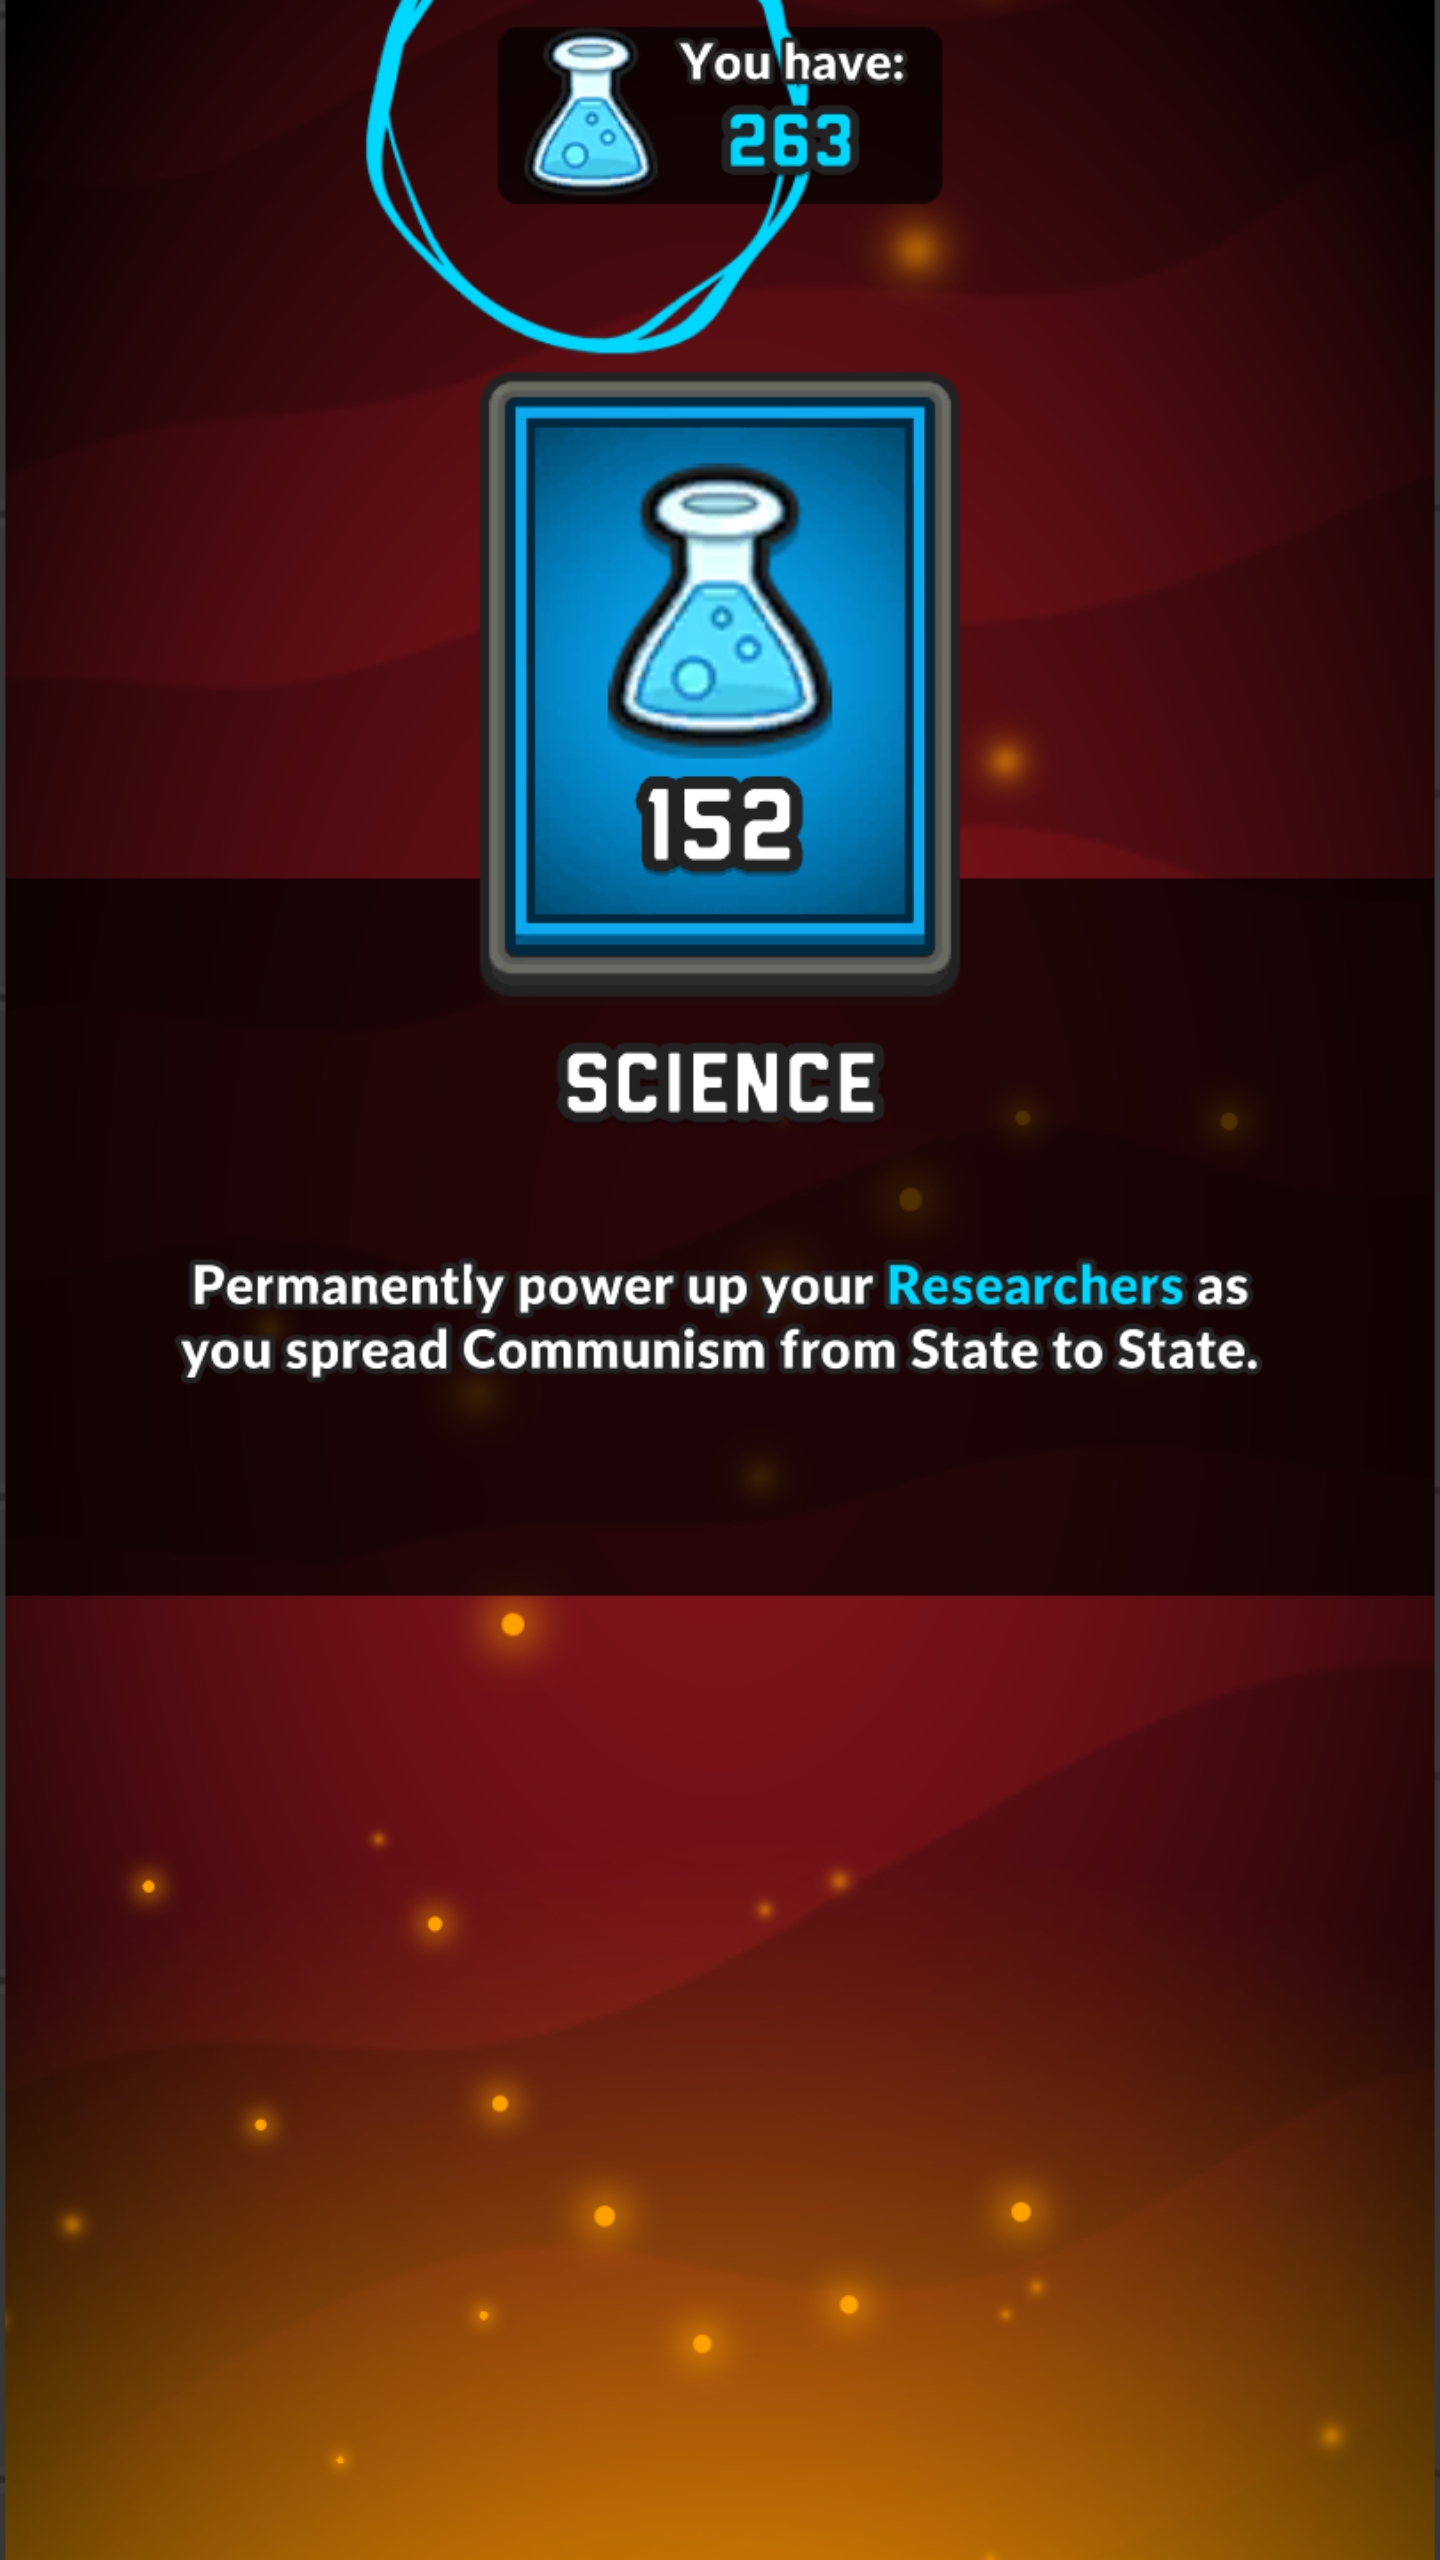 You have:
263
152
SCIENCE
Permanently power up your Researchers as
you spread Communism from State to State.